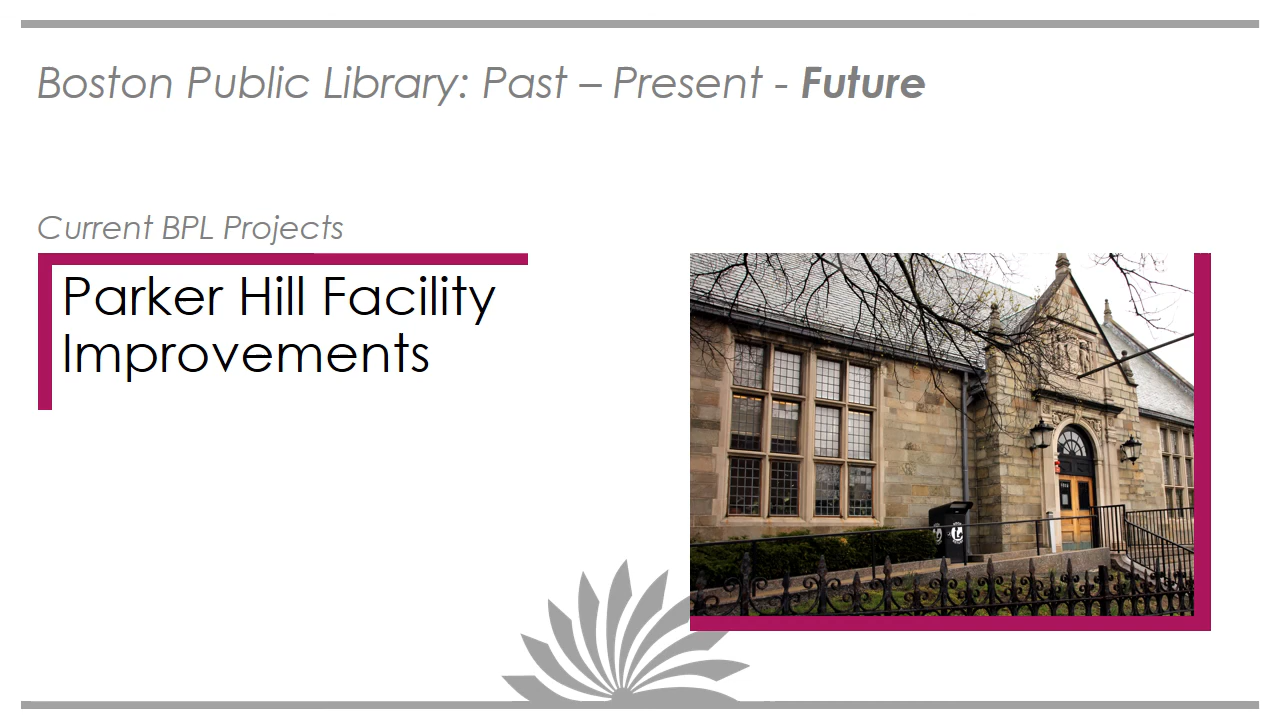 Boston Public Library: Past – Present - Future
Current BPL Projects
Parker Hill Facility
Improvements